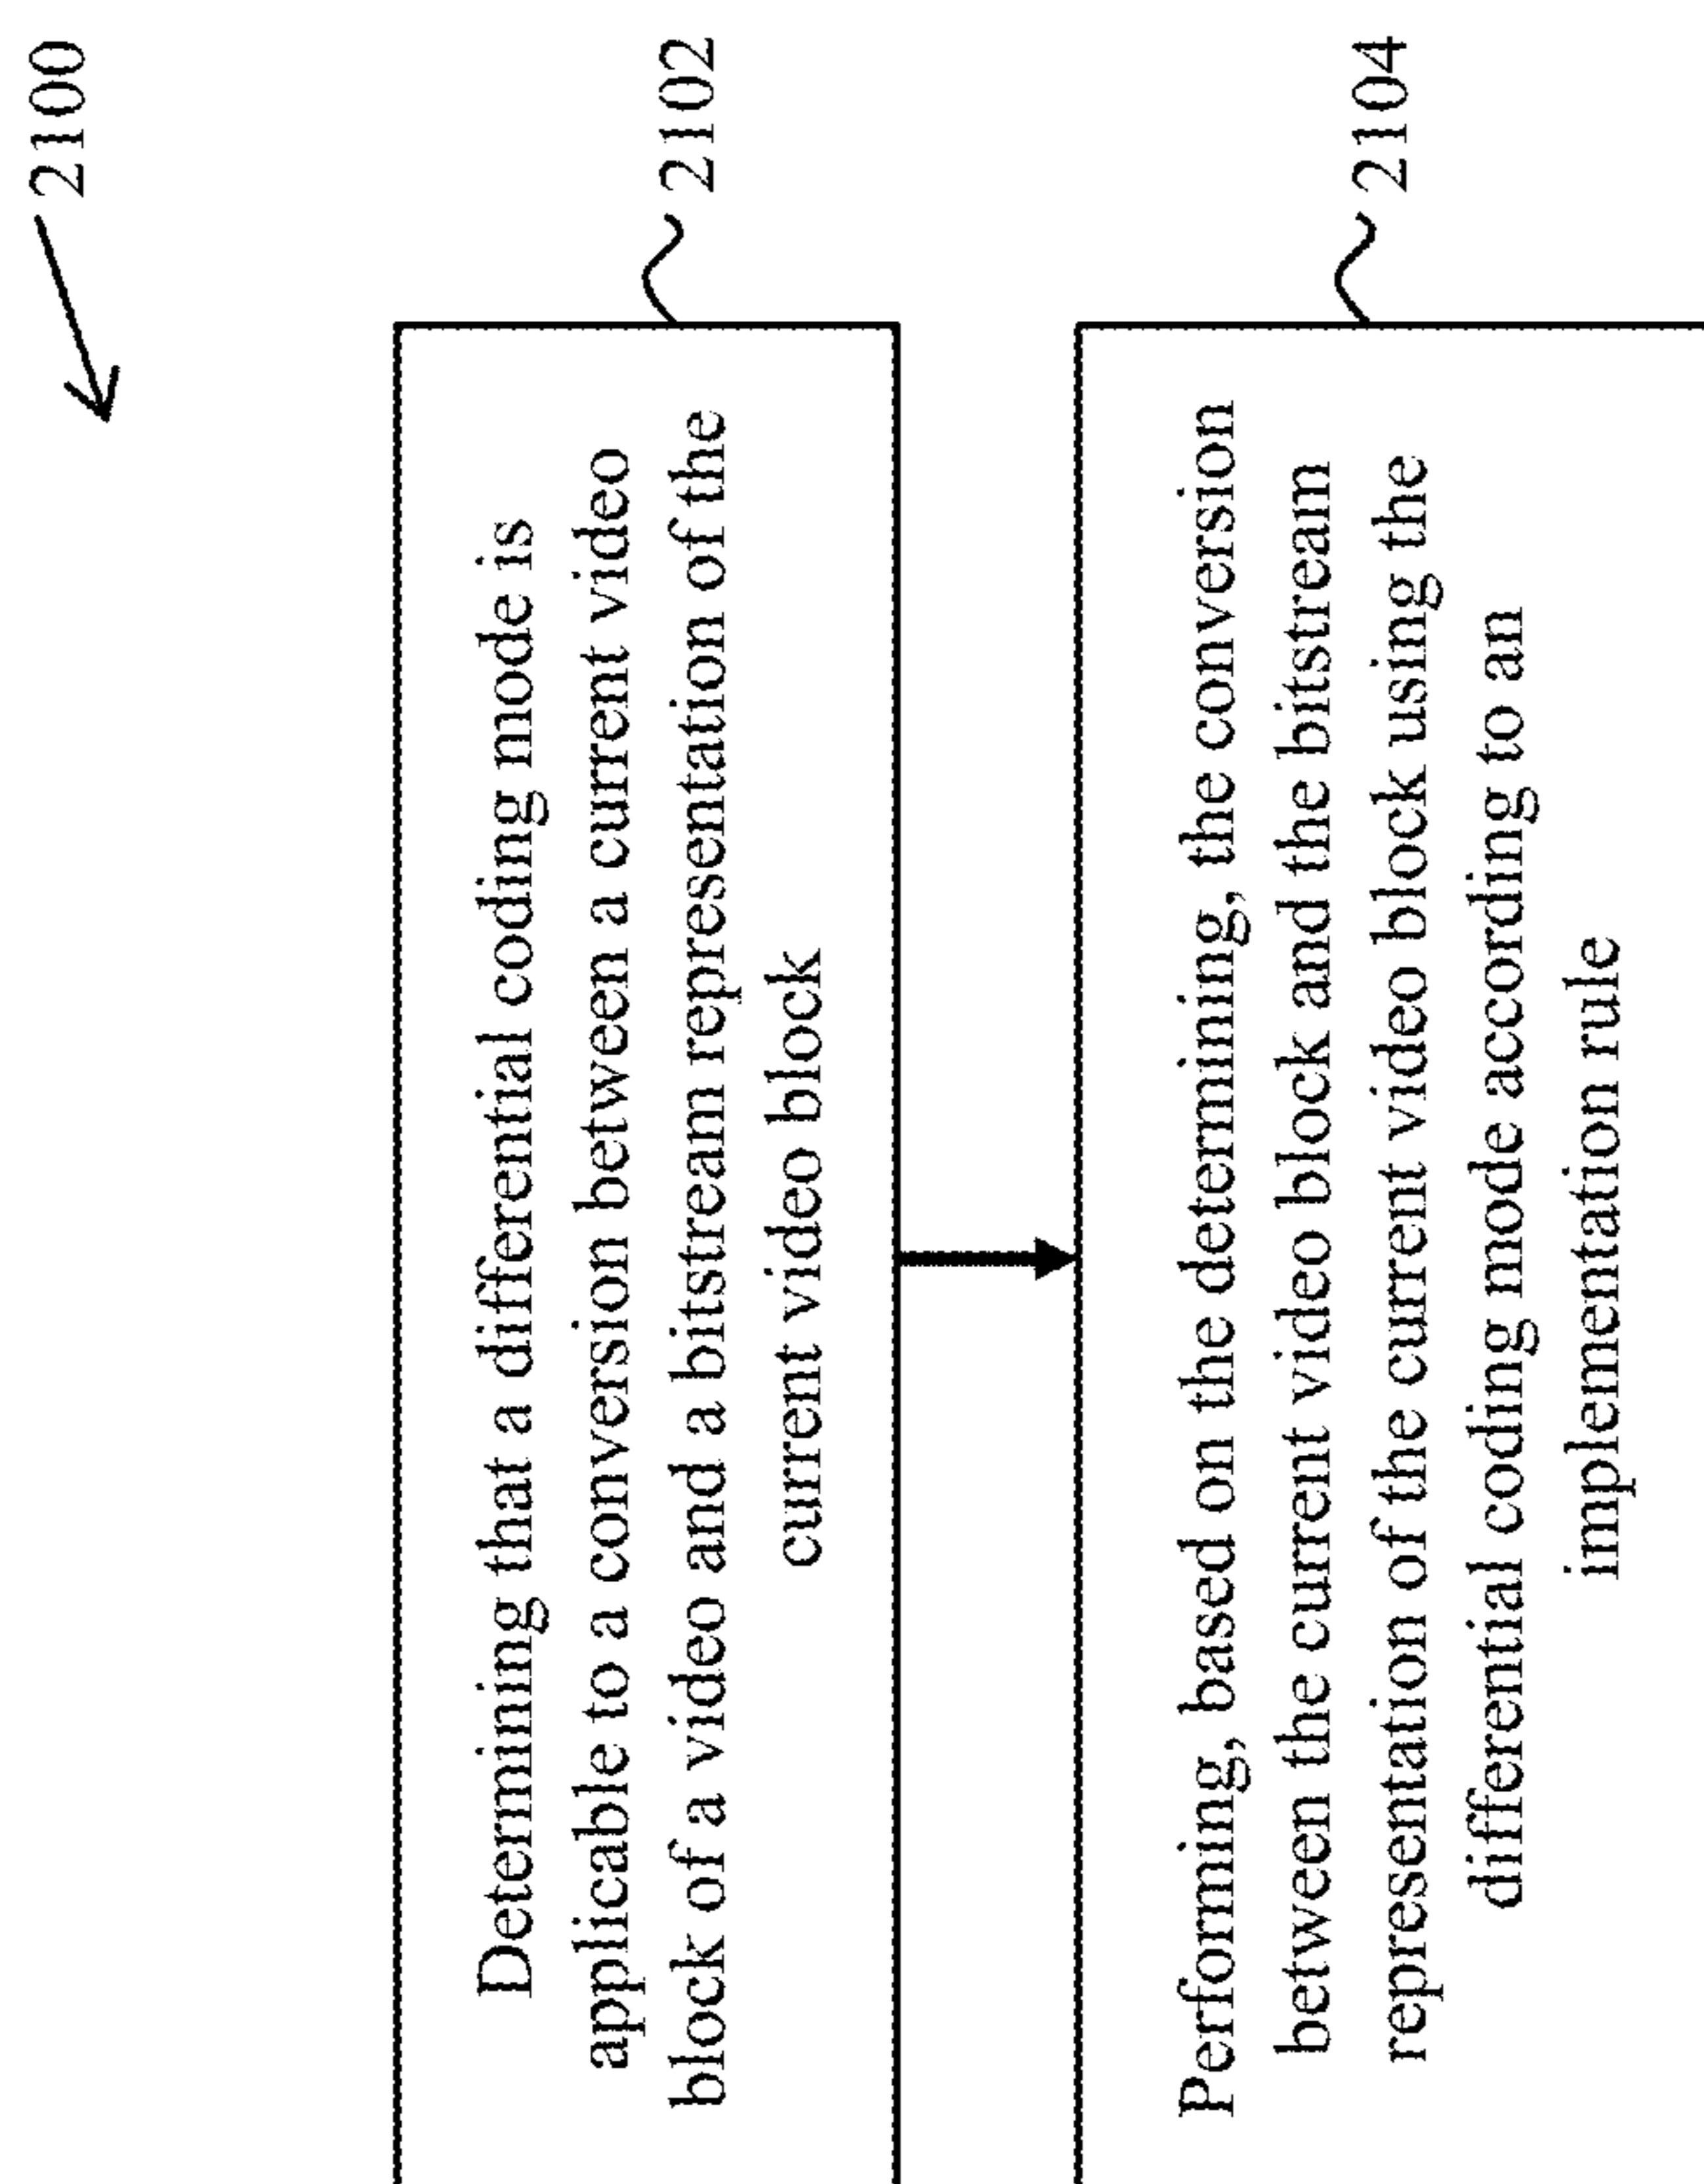 2100
Determining that a differential coding mode is
applicable to a conversion between a current video
block of a video and a bitstream representation of the
current video block
2102
Performing, based on the determining, the conversion
between the current video block and the bitstream
representation of the current video block using the
differential coding mode according to an
implementation rule
2104